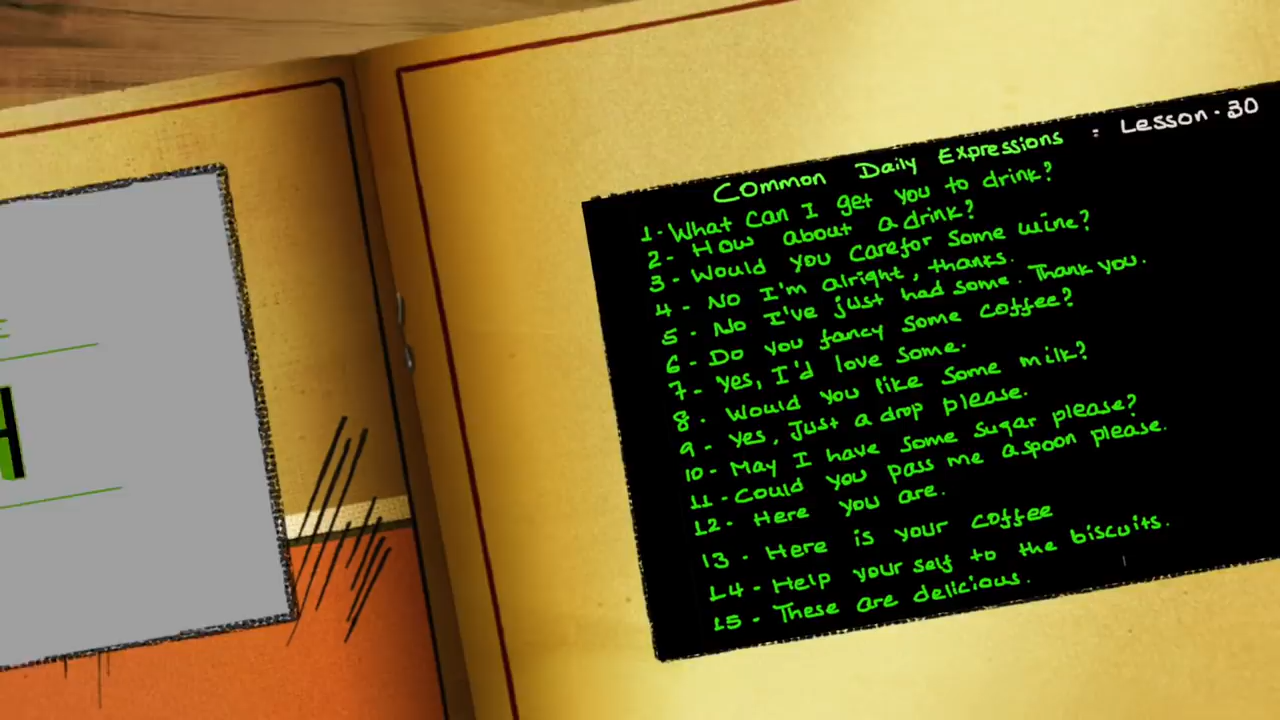 Common Daily Expressions : Lesson.30
1-What can I get you to drink?
2- How about a drink?
3- Would you carefor some wine?
4 - No I'm alright, thanks.
5 - No I've just had some. Thank you.
6 - Do you fancy some coffee?
7- Yes, I'd love some.
8. Would you like some milk?
9 - Yes, Just a drop please.
10 - May I have some sugar please?
11 - Could you pass me aspoon please.
12- Here you are.
13 - Here is your coffee
14 - Help your self to the biscuits.
15 - These are delicious.